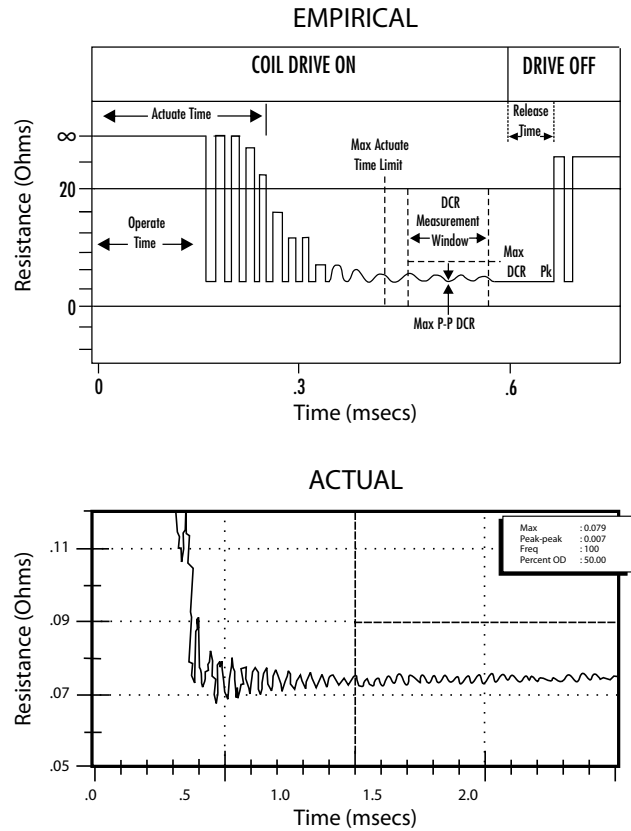 EMPIRICAL
COIL DRIVE ON
DRIVE OFF
Actuate Time
Release
Time
∞
Max Actuate
Time Limit
20
DCR
Measurement
Window
Operate
Time
Max
DCR Pk
0
Max P-P DCR
Resistance (Ohms)
0
.3
.6
Time (msecs)
ACTUAL
Max : 0.079
Peak-peak : 0.007
Freq : 100
Percent OD : 50.00
.11
.09
.07
.05
Resistance (Ohms)
.0
.5
1.0
1.5
2.0
Time (msecs)